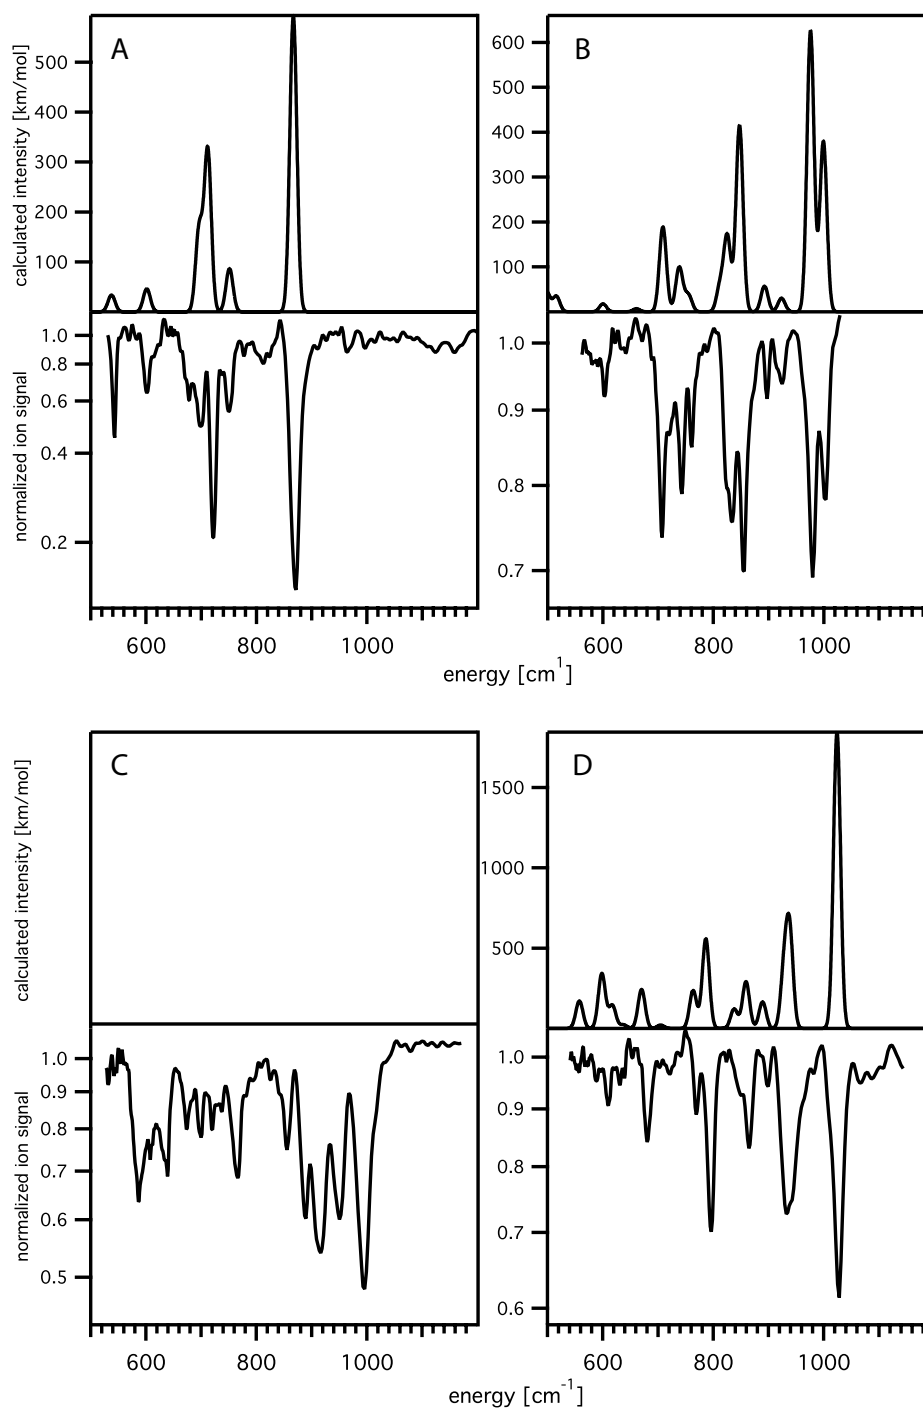 A
B
calculated intensity [km/mol]
500
400
300
200
100
600
500
400
300
200
100
normalized ion signal
1.0
0.8
0.6
0.4
0.2
1.0
0.9
0.8
0.7
600 800 1000
600 800 1000
energy [cm1]
C
D
calculated intensity [km/mol]
1500
1000
500
normalized ion signal
1.0
0.9
0.8
0.7
0.6
0.5
1.0
0.9
0.8
0.7
0.6
600 800 1000
600 800 1000
energy [cm-1]